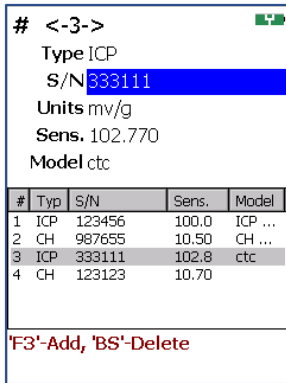 # <-3->
Type ICP
S/N 333111
Units mv/g
Sens. 102.770
Model ctc
# Typ S/N Sens. Model
1 ICP 123456 100.0 ICP ...
2 CH 987655 10.50 CH ...
3 ICP 333111 102.8 ctc
4 CH 123123 10.70
'F3'-Add, 'BS'-Delete